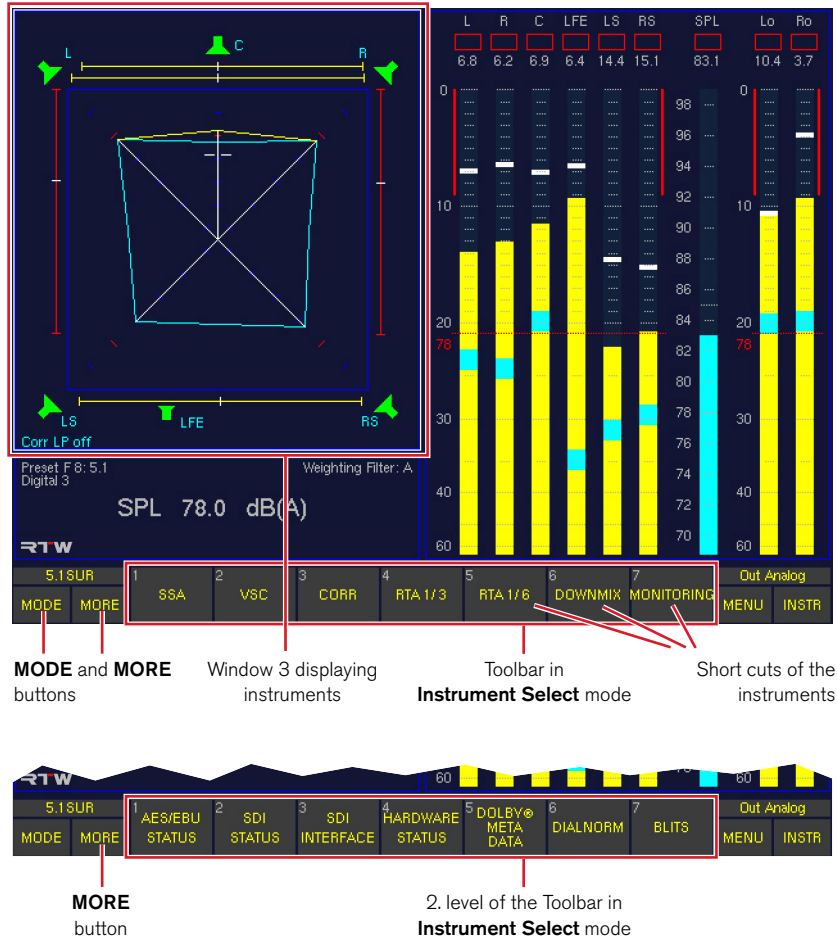 L R C LFE LS RS SPL Lo Ro
6.8 6.2 6.9 6.4 14.4 15.1 83.1 10.4 3.7
C
L R
0 98 0
96
94
92
10 90 10
88
86
84
20 20
78 82 78
80
30 78 30
76
74
40 72 40
70
60 60
LS LFE RS
Corr LP off
Preset F 8: 5.1 Weighting Filter: A
Digital 3
SPL 78.0 dB(A)
RTW
5.1SUR 1 2 3 4 5 6 7 Out Analog
MODE MORE SSA VSC CORR RTA 1/3 RTA 1/6 DOWNMIX MONITORING MENU INSTR
MODE and MORE
buttons
Window 3 displaying
instruments
Toolbar in
Instrument Select mode
Short cuts of the
instruments
RTW 60 60
5.1SUR Out Analog
MODE MORE
1 AES/EBU
STATUS
2 SDI
STATUS
3 SDI
INTERFACE
4 HARDWARE
STATUS
5 DOLBY®
META
DATA
6 DIALNORM
7 BLITS
MENU INSTR
MORE
button
2. level of the Toolbar in
Instrument Select mode